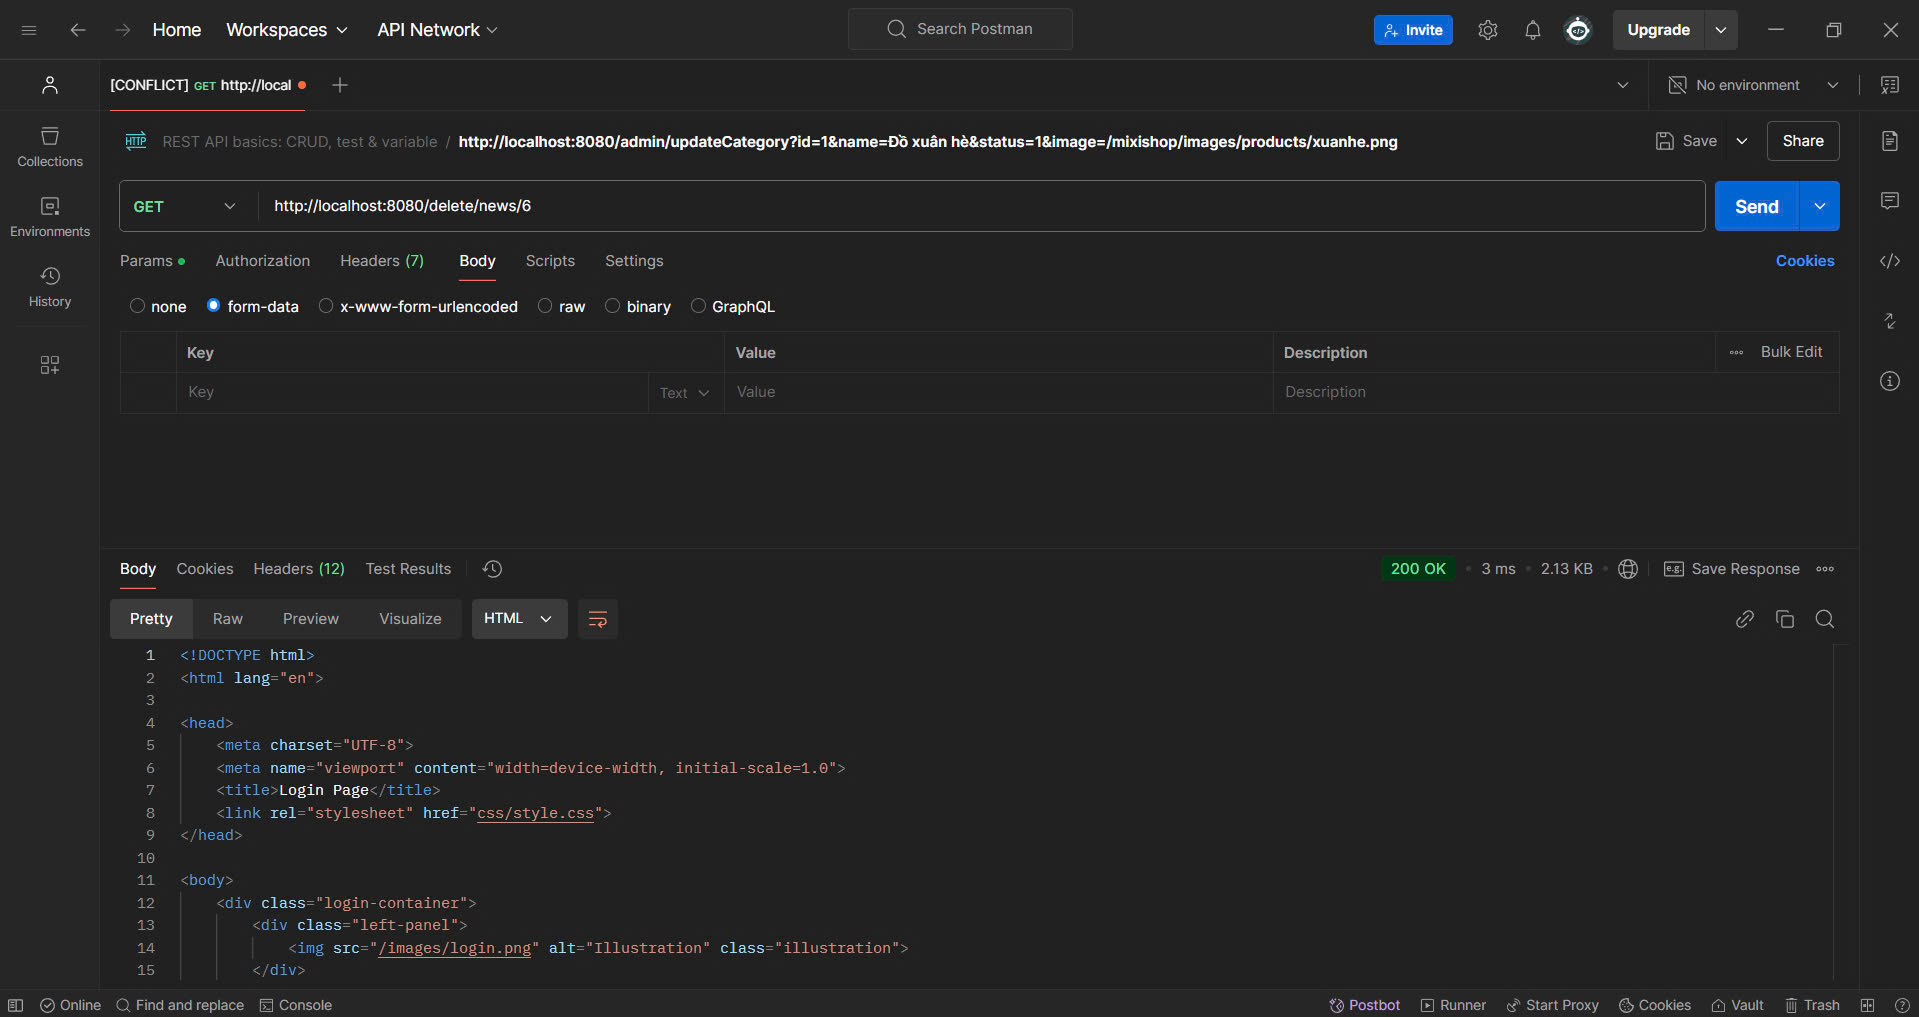 Home Workspaces API Network Search Postman Invite Upgrade
[CONFLICT] GET http://local No environment
HTTP REST API basics: CRUD, test & variable / http://localhost:8080/admin/updateCategory?id=1&name=Đồ xuân hè&status=1&image=/mixishop/images/products/xuanhe.png Save Share
Collections
Environments
History
GET http://localhost:8080/delete/news/6 Send
Params Authorization Headers (7) Body Scripts Settings Cookies
none form-data x-www-form-urlencoded raw binary GraphQL
Key Value Description Bulk Edit
Key Text Value Description
Body Cookies Headers (12) Test Results 200 OK 3 ms 2.13 KB e.g. Save Response
Pretty Raw Preview Visualize HTML
1 <!DOCTYPE html>
2 <html lang="en">
3
4 <head>
5 <meta charset="UTF-8">
6 <meta name="viewport" content="width=device-width, initial-scale=1.0">
7 <title>Login Page</title>
8 <link rel="stylesheet" href="css/style.css">
9 </head>
10
11 <body>
12 <div class="login-container">
13 <div class="left-panel">
14 <img src="/images/login.png" alt="Illustration" class="illustration">
15 </div>
Online Find and replace Console Postbot Runner Start Proxy Cookies Vault Trash